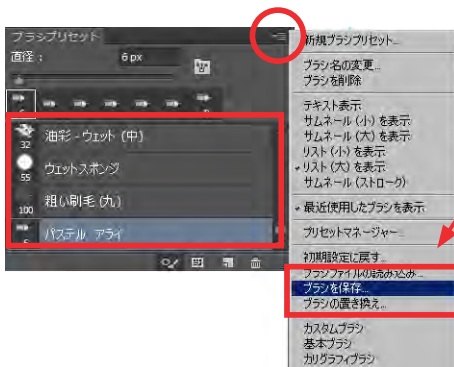 ブラシプリセット
直径: 6 px
32 油彩 - ウェット (中)
55 ウェットスポンジ
100 粗い刷毛 (丸)
パステル アライ
新規ブラシプリセット...
ブラシ名の変更...
ブラシを削除
テキスト表示
サムネール (小) を表示
サムネール (大) を表示
リスト (小) を表示
リスト (大) を表示
サムネール (ストローク)
最近使用したブラシを表示
プリセットマネージャー...
初期設定に戻す...
ブラシファイルの読み込み...
ブラシを保存...
ブラシの置き換え...
カスタムブラシ
基本ブラシ
カリグラフィブラシ